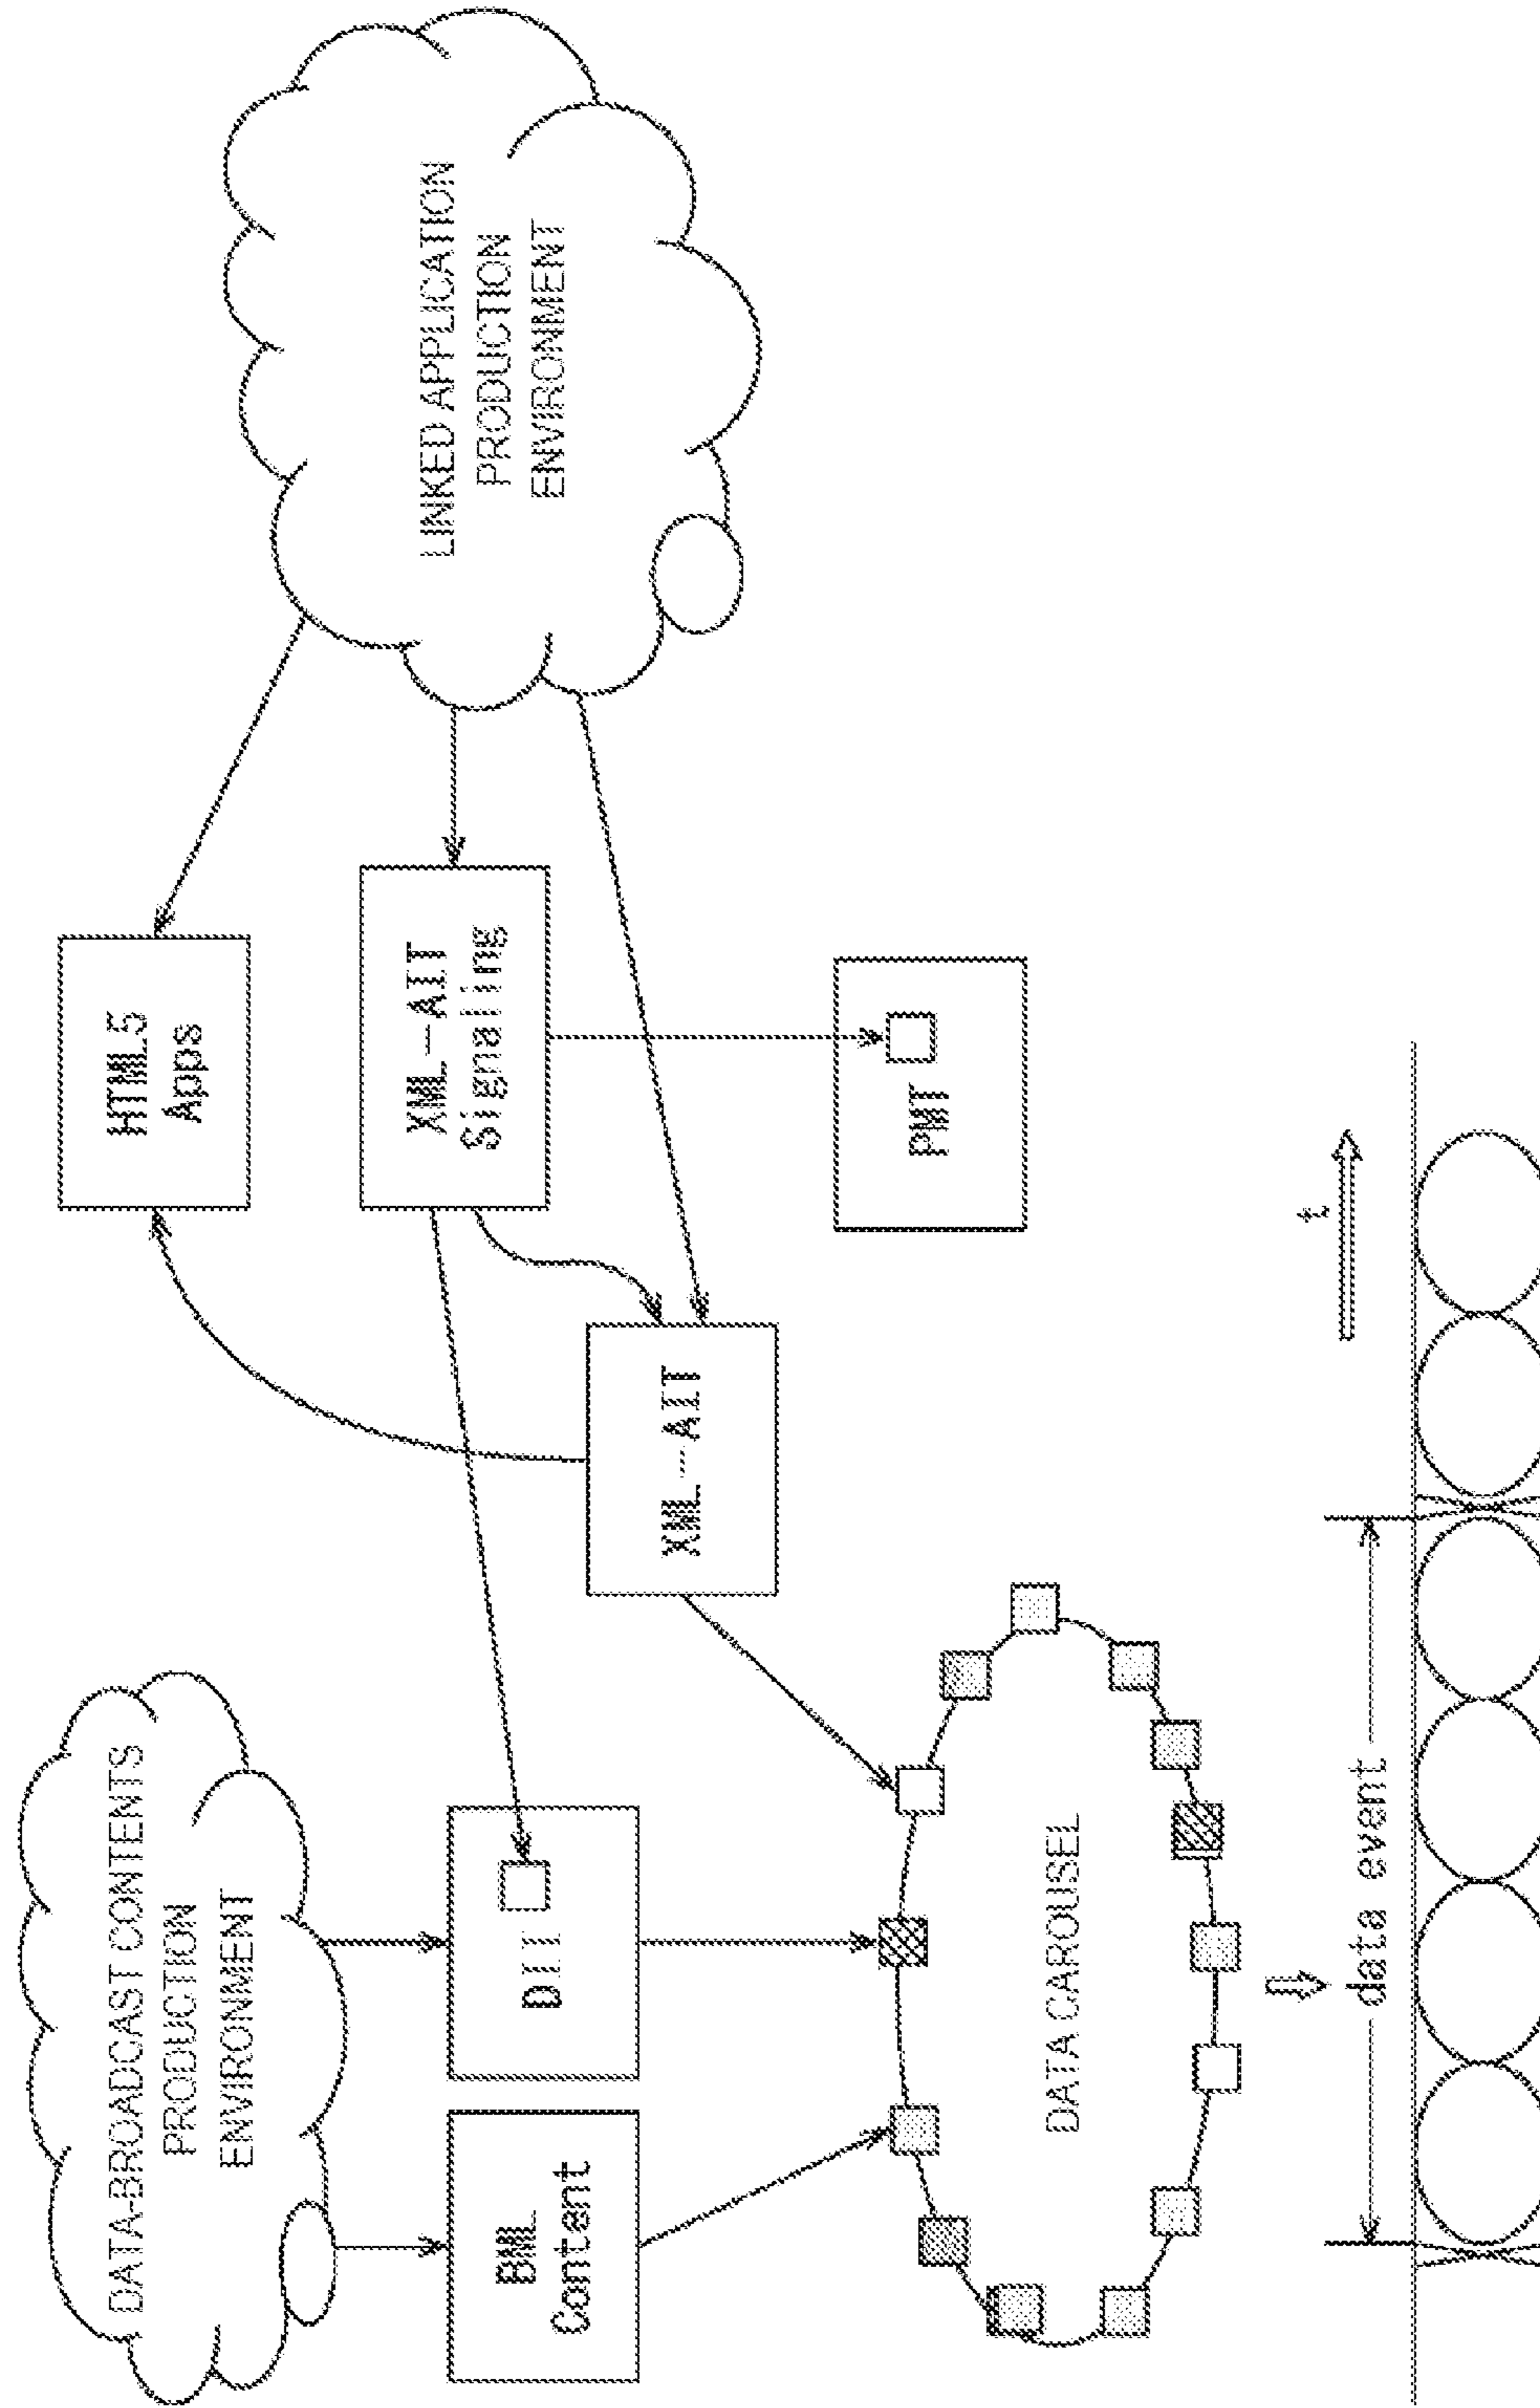 DATA-BROADCAST CONTENTS
PRODUCTION
ENVIRONMENT
LINKED APPLICATION
PRODUCTION
ENVIRONMENT
HTML5
Apps
XML-AIT
Signaling
BML
Content
DIT
XML-AIT
PMT
DATA CAROUSEL
data event
t